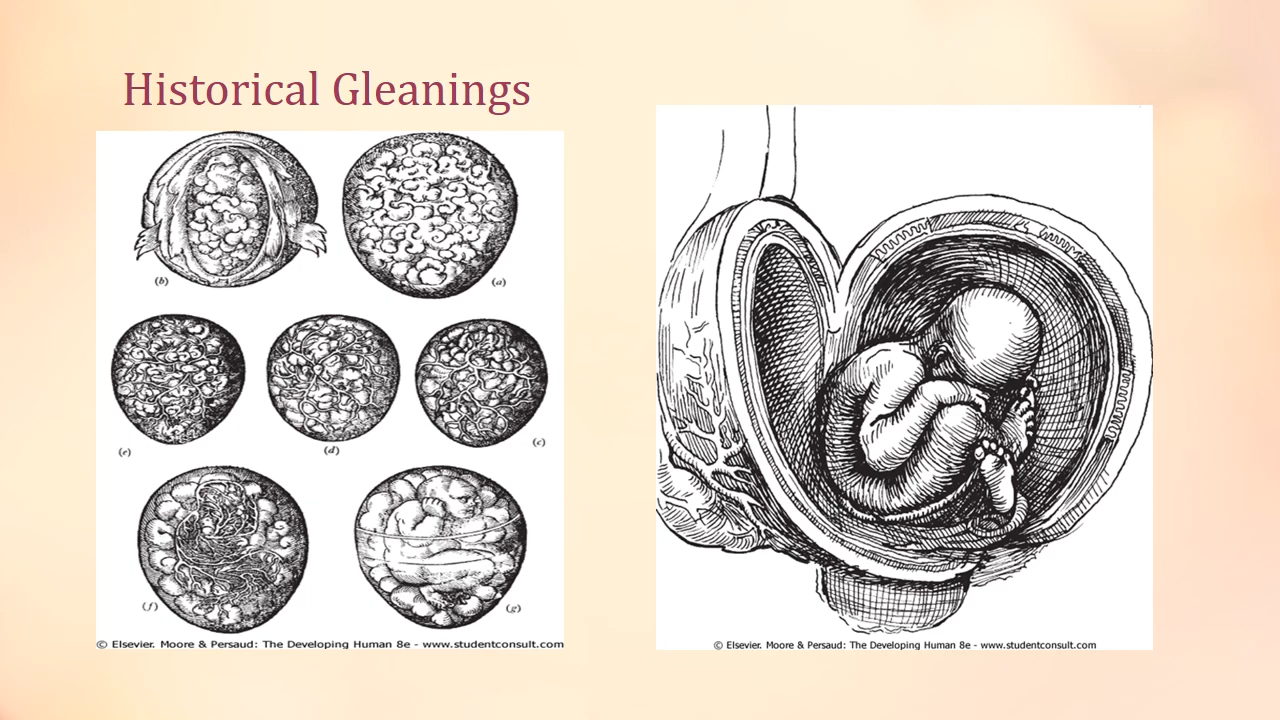 Historical Gleanings
(b)
(a)
(e)
(d)
(c)
(f)
(g)
© Elsevier. Moore & Persaud: The Developing Human 8e - www.studentconsult.com
© Elsevier. Moore & Persaud: The Developing Human 8e - www.studentconsult.com